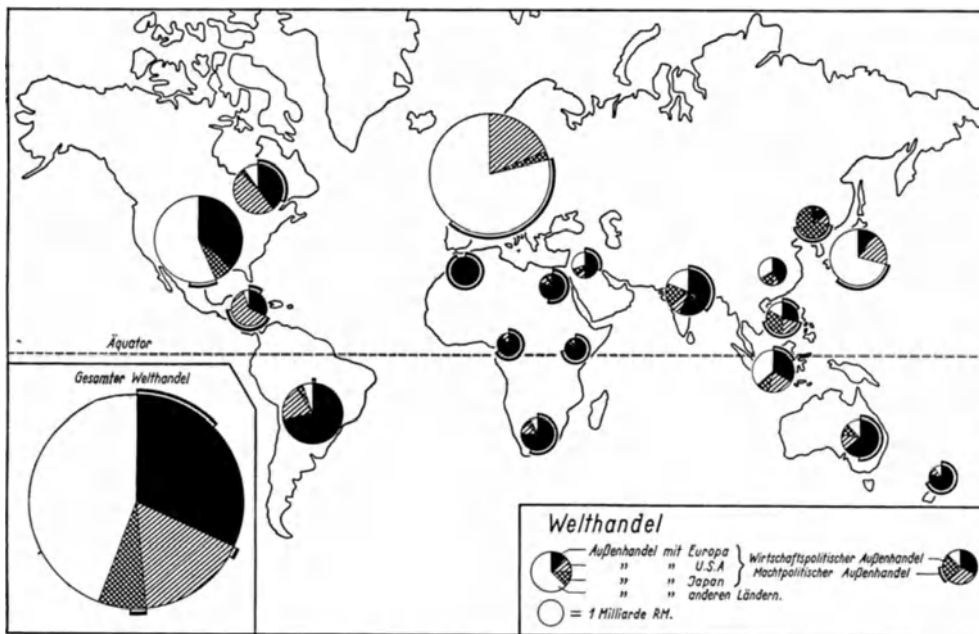 Äquator
Gesamter Welthandel
Welthandel
Außenhandel mit Europa
" " U.S.A
" " Japan
" " anderen Ländern.
Wirtschaftspolitischer Außenhandel
Machtpolitischer Außenhandel
= 1 Milliarde RM.